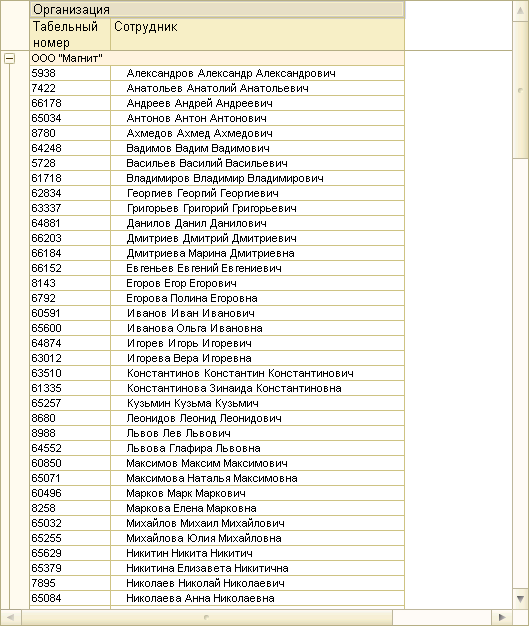 Организация
Табельный номер Сотрудник
ООО "Магнит"
5938 Александров Александр Александрович
7422 Анатольев Анатолий Анатольевич
66178 Андреев Андрей Андреевич
65034 Антонов Антон Антонович
8780 Ахмедов Ахмед Ахмедович
64248 Вадимов Вадим Вадимович
5728 Васильев Василий Васильевич
61718 Владимиров Владимир Владимирович
62834 Георгиев Георгий Георгиевич
63337 Григорьев Григорий Григорьевич
64881 Данилов Данил Данилович
66203 Дмитриев Дмитрий Дмитриевич
66184 Дмитриева Марина Дмитриевна
66152 Евгеньев Евгений Евгениевич
8143 Егоров Егор Егорович
6792 Егорова Полина Егоровна
60591 Иванов Иван Иванович
65600 Иванова Ольга Ивановна
64874 Игорев Игорь Игоревич
63012 Игорева Вера Игоревна
63510 Константинов Константин Константинович
61335 Константинова Зинаида Константиновна
65257 Кузьмин Кузьма Кузьмич
8680 Леонидов Леонид Леонидович
8988 Львов Лев Львович
64552 Львова Глафира Львовна
60850 Максимов Максим Максимович
65071 Максимова Наталья Максимовна
60496 Марков Марк Маркович
8258 Маркова Елена Марковна
65032 Михайлов Михаил Михайлович
65255 Михайлова Юлия Михайловна
65629 Никитин Никита Никитич
65379 Никитина Елизавета Никитична
7895 Николаев Николай Николаевич
65084 Николаева Анна Николаевна